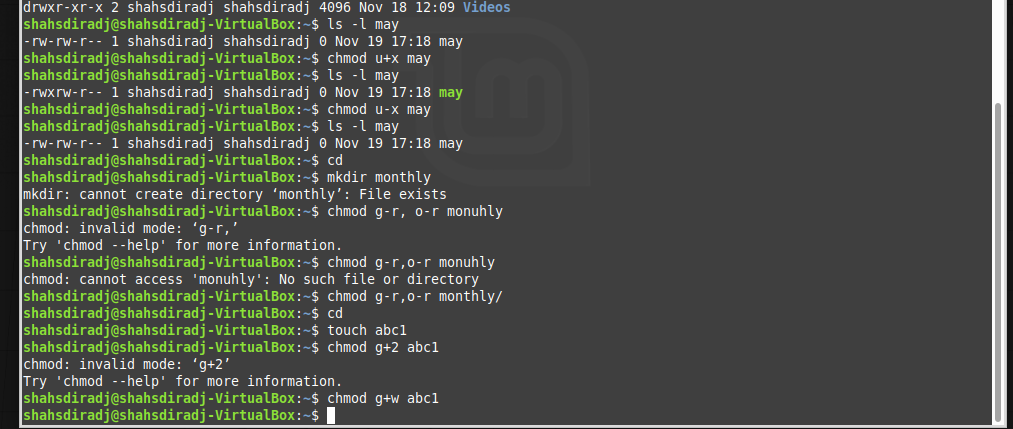 drwxr-xr-x 2 shahsdiradj shahsdiradj 4096 Nov 18 12:09 Videos
shahsdiradj@shahsdiradj-VirtualBox:~$ ls -l may
-rw-rw-r-- 1 shahsdiradj shahsdiradj 0 Nov 19 17:18 may
shahsdiradj@shahsdiradj-VirtualBox:~$ chmod u+x may
shahsdiradj@shahsdiradj-VirtualBox:~$ ls -l may
-rwxrw-r-- 1 shahsdiradj shahsdiradj 0 Nov 19 17:18 may
shahsdiradj@shahsdiradj-VirtualBox:~$ chmod u-x may
shahsdiradj@shahsdiradj-VirtualBox:~$ ls -l may
-rw-rw-r-- 1 shahsdiradj shahsdiradj 0 Nov 19 17:18 may
shahsdiradj@shahsdiradj-VirtualBox:~$ cd
shahsdiradj@shahsdiradj-VirtualBox:~$ mkdir monthly
mkdir: cannot create directory ‘monthly’: File exists
shahsdiradj@shahsdiradj-VirtualBox:~$ chmod g-r, o-r monuhly
chmod: invalid mode: ‘g-r,’
Try 'chmod --help' for more information.
shahsdiradj@shahsdiradj-VirtualBox:~$ chmod g-r,o-r monuhly
chmod: cannot access 'monuhly': No such file or directory
shahsdiradj@shahsdiradj-VirtualBox:~$ chmod g-r,o-r monthly/
shahsdiradj@shahsdiradj-VirtualBox:~$ cd
shahsdiradj@shahsdiradj-VirtualBox:~$ touch abc1
shahsdiradj@shahsdiradj-VirtualBox:~$ chmod g+2 abc1
chmod: invalid mode: ‘g+2’
Try 'chmod --help' for more information.
shahsdiradj@shahsdiradj-VirtualBox:~$ chmod g+w abc1
shahsdiradj@shahsdiradj-VirtualBox:~$